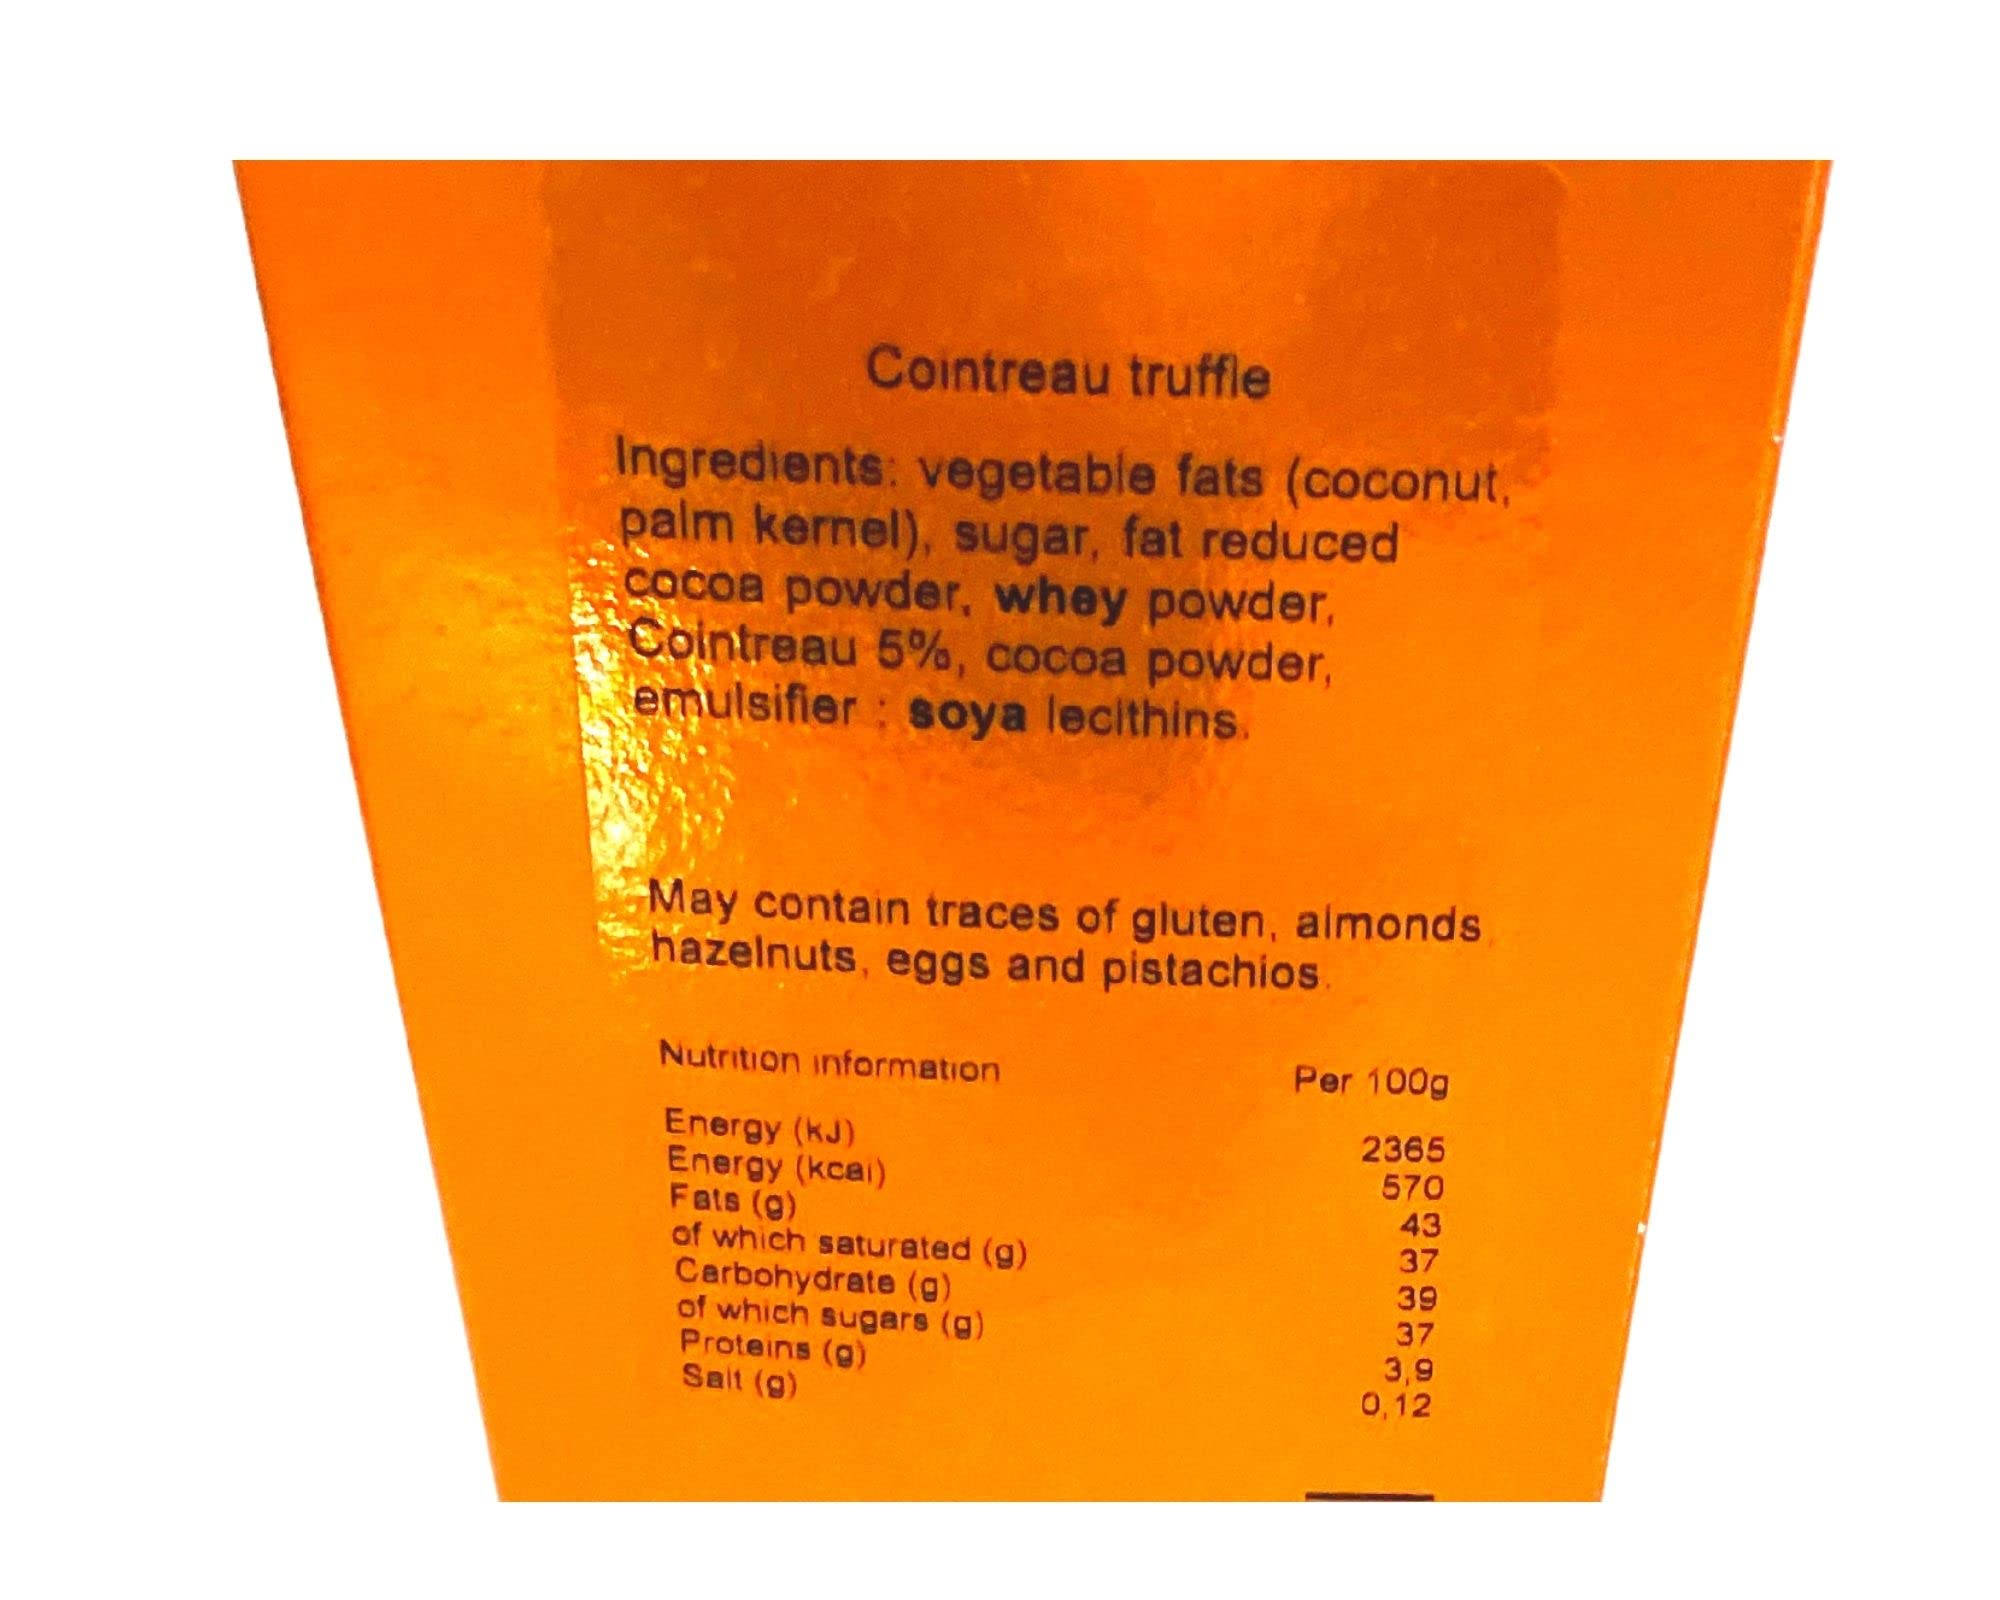 Cointreau truffle
Ingredients: vegetable fats (coconut,
palm kernel), sugar, fat reduced
cocoa powder, whey powder,
Cointreau 5%, cocoa powder,
emulsifier : soya lecithins.
May contain traces of gluten, almonds,
hazelnuts, eggs and pistachios.
Nutrition information Per 100g
Energy (kJ) 2365
Energy (kcal) 570
Fats (g) 43
of which saturated (g) 37
Carbohydrate (g) 39
of which sugars (g) 37
Proteins (g) 3,9
Salt (g) 0,12